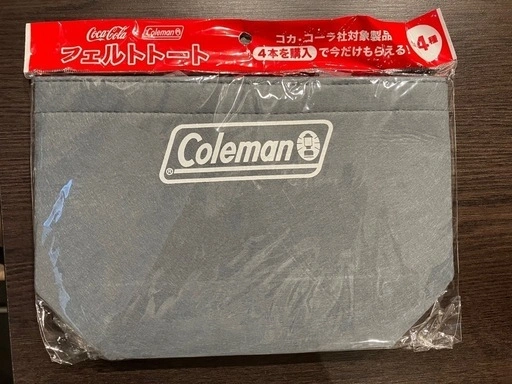 Coca-Cola Coleman
フェルトトート
コカ・コーラ社対象製品
4本を購入 で今だけもらえる!
全4種
Coleman
®